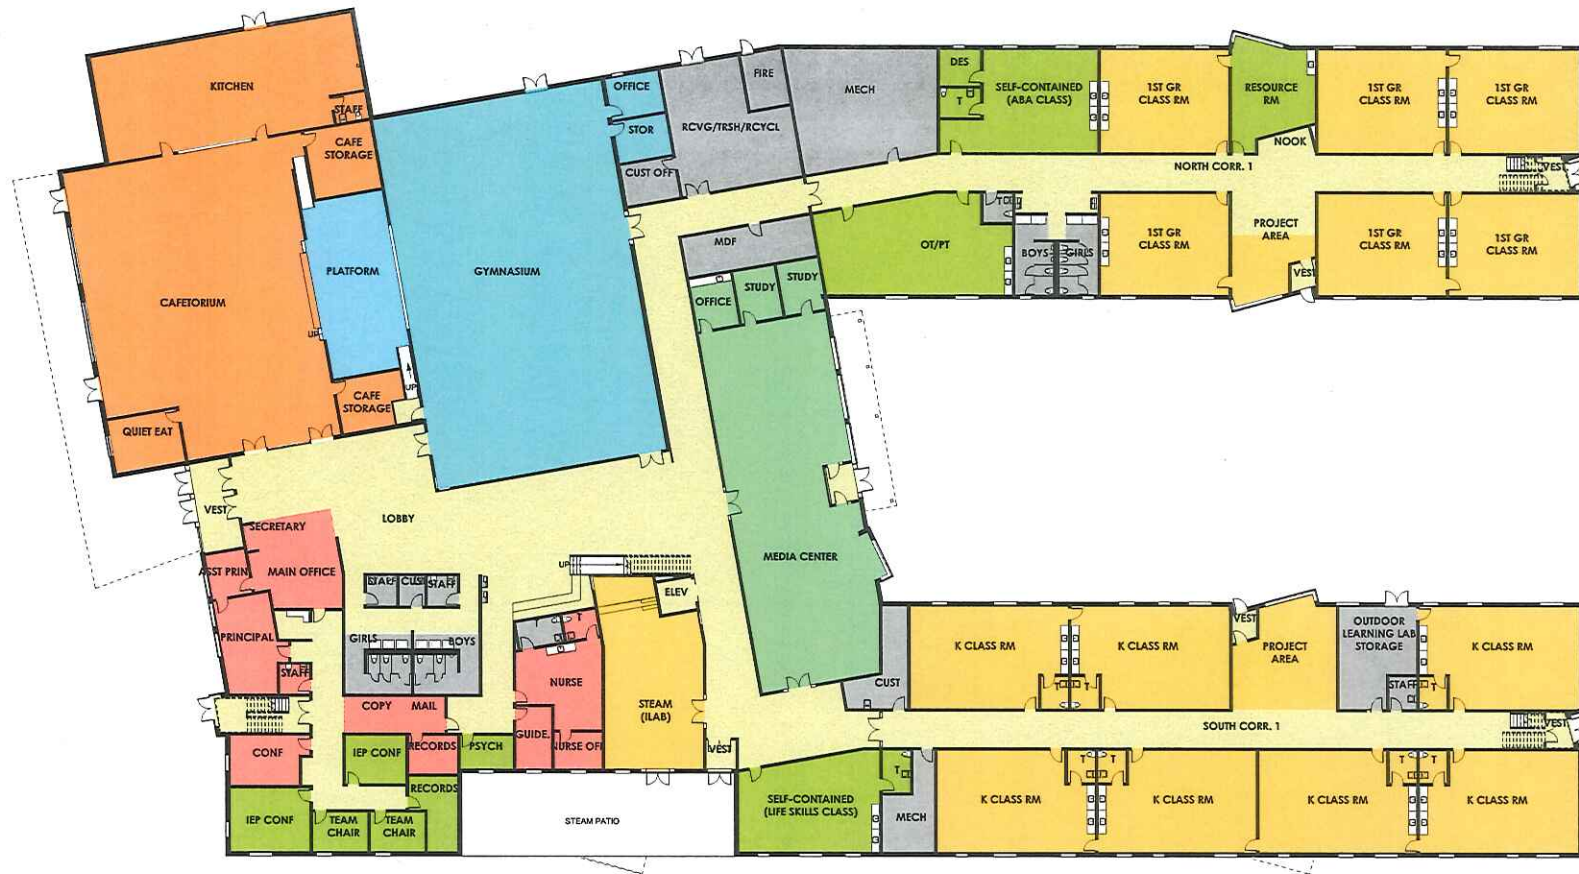 KITCHEN
STAFF
CAFE
STORAGE
CAFETORIUM
PLATFORM
UP
UP
CAFE
STORAGE
QUIET EAT
GYMNASIUM
OFFICE
STOR
CUST OFF
RCVG/TRSH/RCYCL
FIRE
MECH
DES
T
SELF-CONTAINED
(ABA CLASS)
1ST GR
CLASS RM
RESOURCE
RM
NOOK
1ST GR
CLASS RM
1ST GR
CLASS RM
NORTH CORR. 1
VEST
MDF
OFFICE
STUDY
STUDY
OT/PT
T
BOYS
GIRLS
1ST GR
CLASS RM
PROJECT
AREA
VEST
1ST GR
CLASS RM
1ST GR
CLASS RM
VEST
LOBBY
SECRETARY
ASST PRIN
MAIN OFFICE
PRINCIPAL
STAFF
STAFF
CUST
STAFF
GIRLS
BOYS
COPY
MAIL
CONF
IEP CONF
RECORDS
PSYCH
RECORDS
IEP CONF
TEAM
CHAIR
TEAM
CHAIR
UP
ELEV
T
T
NURSE
GUIDE.
NURSE OFF
STEAM
(ILAB)
VEST
STEAM PATIO
MEDIA CENTER
CUST
K CLASS RM
T
T
K CLASS RM
VEST
PROJECT
AREA
OUTDOOR
LEARNING LAB
STORAGE
STAFF
T
K CLASS RM
SOUTH CORR. 1
VEST
SELF-CONTAINED
(LIFE SKILLS CLASS)
T
MECH
K CLASS RM
T
T
K CLASS RM
K CLASS RM
T
T
K CLASS RM